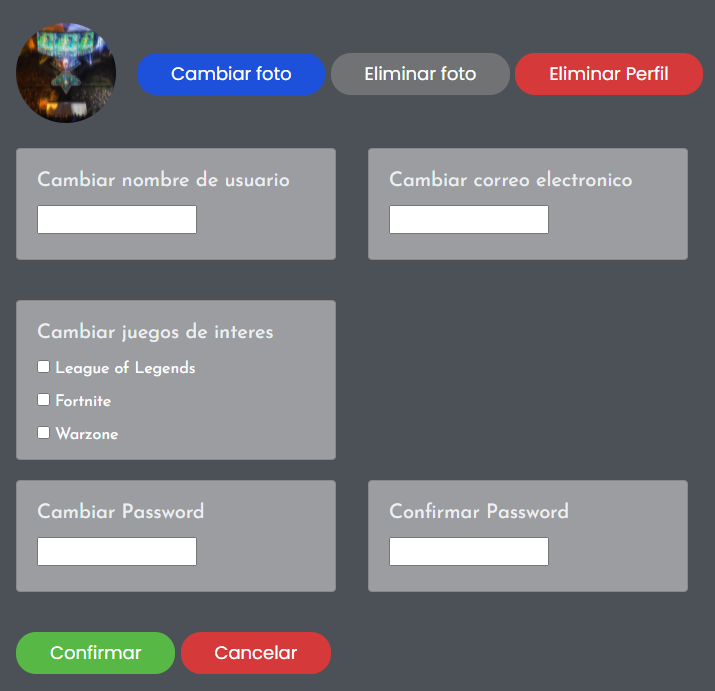 Cambiar foto
Eliminar foto
Eliminar Perfil
Cambiar nombre de usuario
Cambiar correo electronico
Cambiar juegos de interes
League of Legends
Fortnite
Warzone
Cambiar Password
Confirmar Password
Confirmar
Cancelar